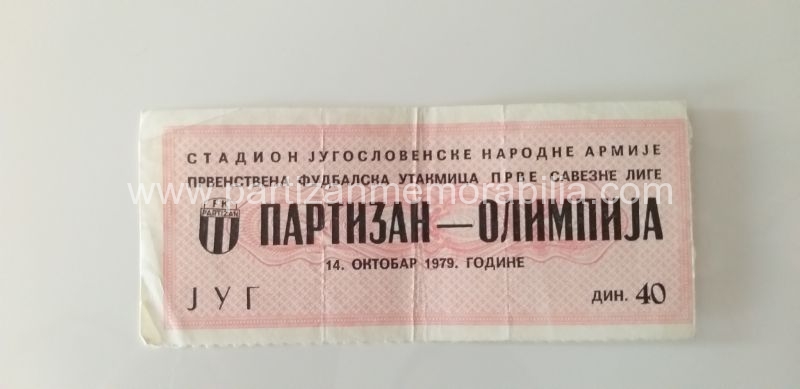 СТАДИОН ЈУГОСЛОВЕНСКЕ НАРОДНЕ АРМИЈЕ
ПРВЕНСТВЕНА ФУДБАЛСКА УТАКМИЦА ПРВЕ САВЕЗНЕ ЛИГЕ
www.partizanmemorabilia.com
F K
PARTIZAN
ПАРТИЗАН — ОЛИМПИЈА
14. ОКТОБАР 1979. ГОДИНЕ
ЈУГ
ДИН. 40